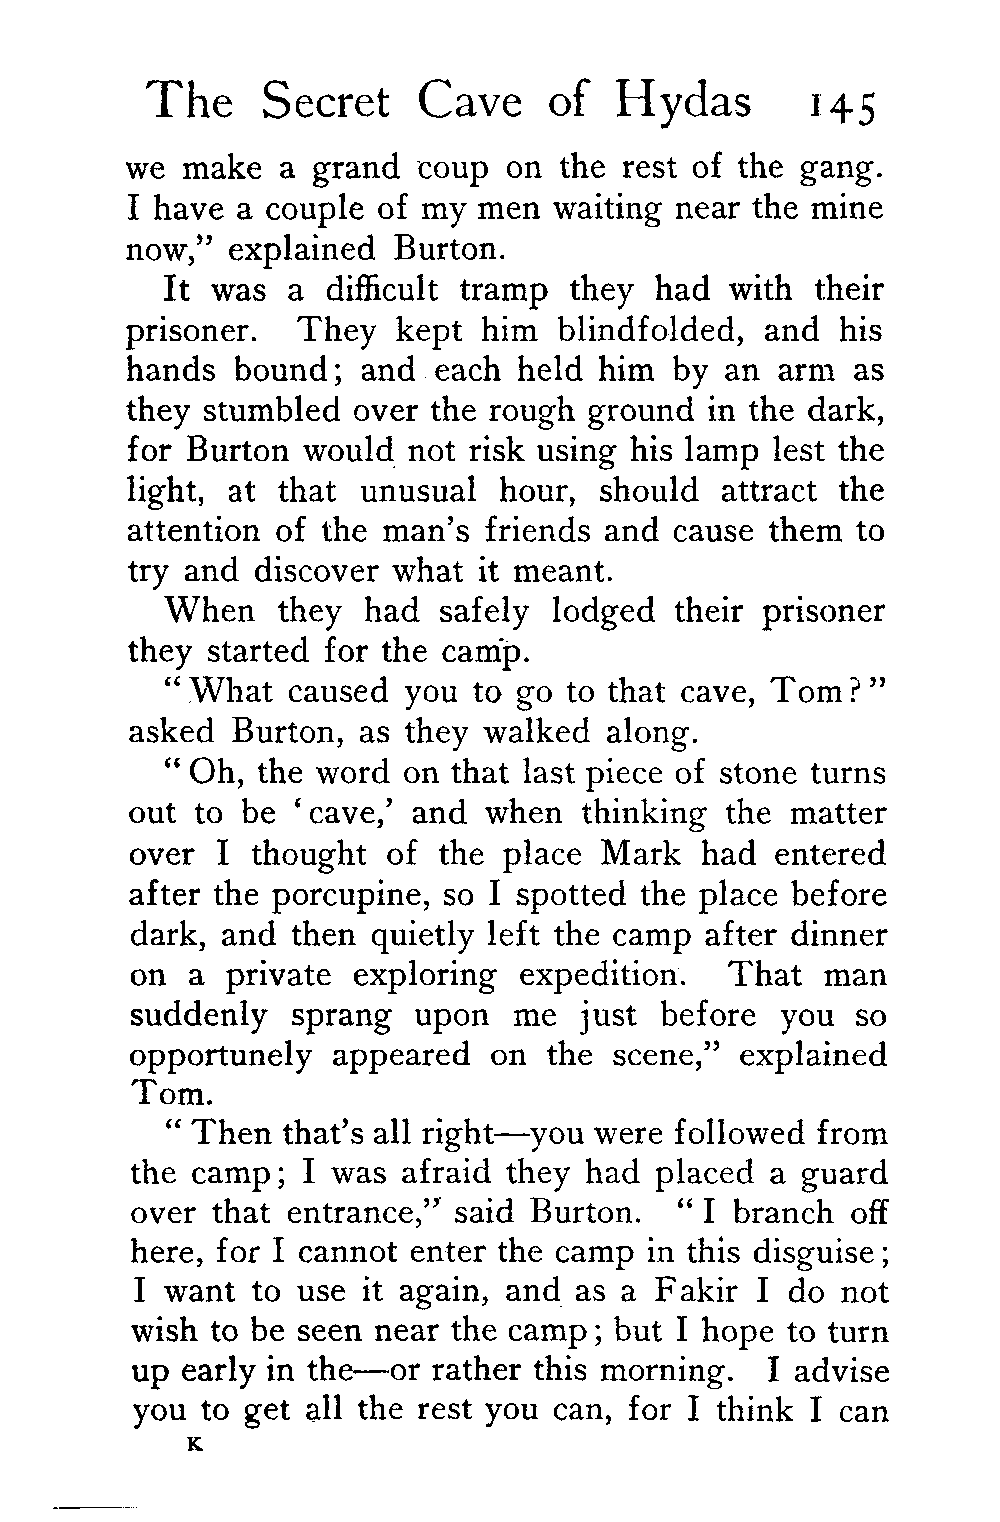 The Secret Cave of Hydas 145
we make a grand coup on the rest of the gang.
I have a couple of my men waiting near the mine
now,” explained Burton.
It was a difficult tramp they had with their
prisoner. They kept him blindfolded, and his
hands bound; and each held him by an arm as
they stumbled over the rough ground in the dark,
for Burton would not risk using his lamp lest the
light, at that unusual hour, should attract the
attention of the man’s friends and cause them to
try and discover what it meant.
When they had safely lodged their prisoner
they started for the camp.
“What caused you to go to that cave, Tom?”
asked Burton, as they walked along.
“Oh, the word on that last piece of stone turns
out to be ‘cave,’ and when thinking the matter
over I thought of the place Mark had entered
after the porcupine, so I spotted the place before
dark, and then quietly left the camp after dinner
on a private exploring expedition. That man
suddenly sprang upon me just before you so
opportunely appeared on the scene,” explained
Tom.
“Then that’s all right—you were followed from
the camp; I was afraid they had placed a guard
over that entrance,” said Burton. “I branch off
here, for I cannot enter the camp in this disguise;
I want to use it again, and as a Fakir I do not
wish to be seen near the camp; but I hope to turn
up early in the—or rather this morning. I advise
you to get all the rest you can, for I think I can
K